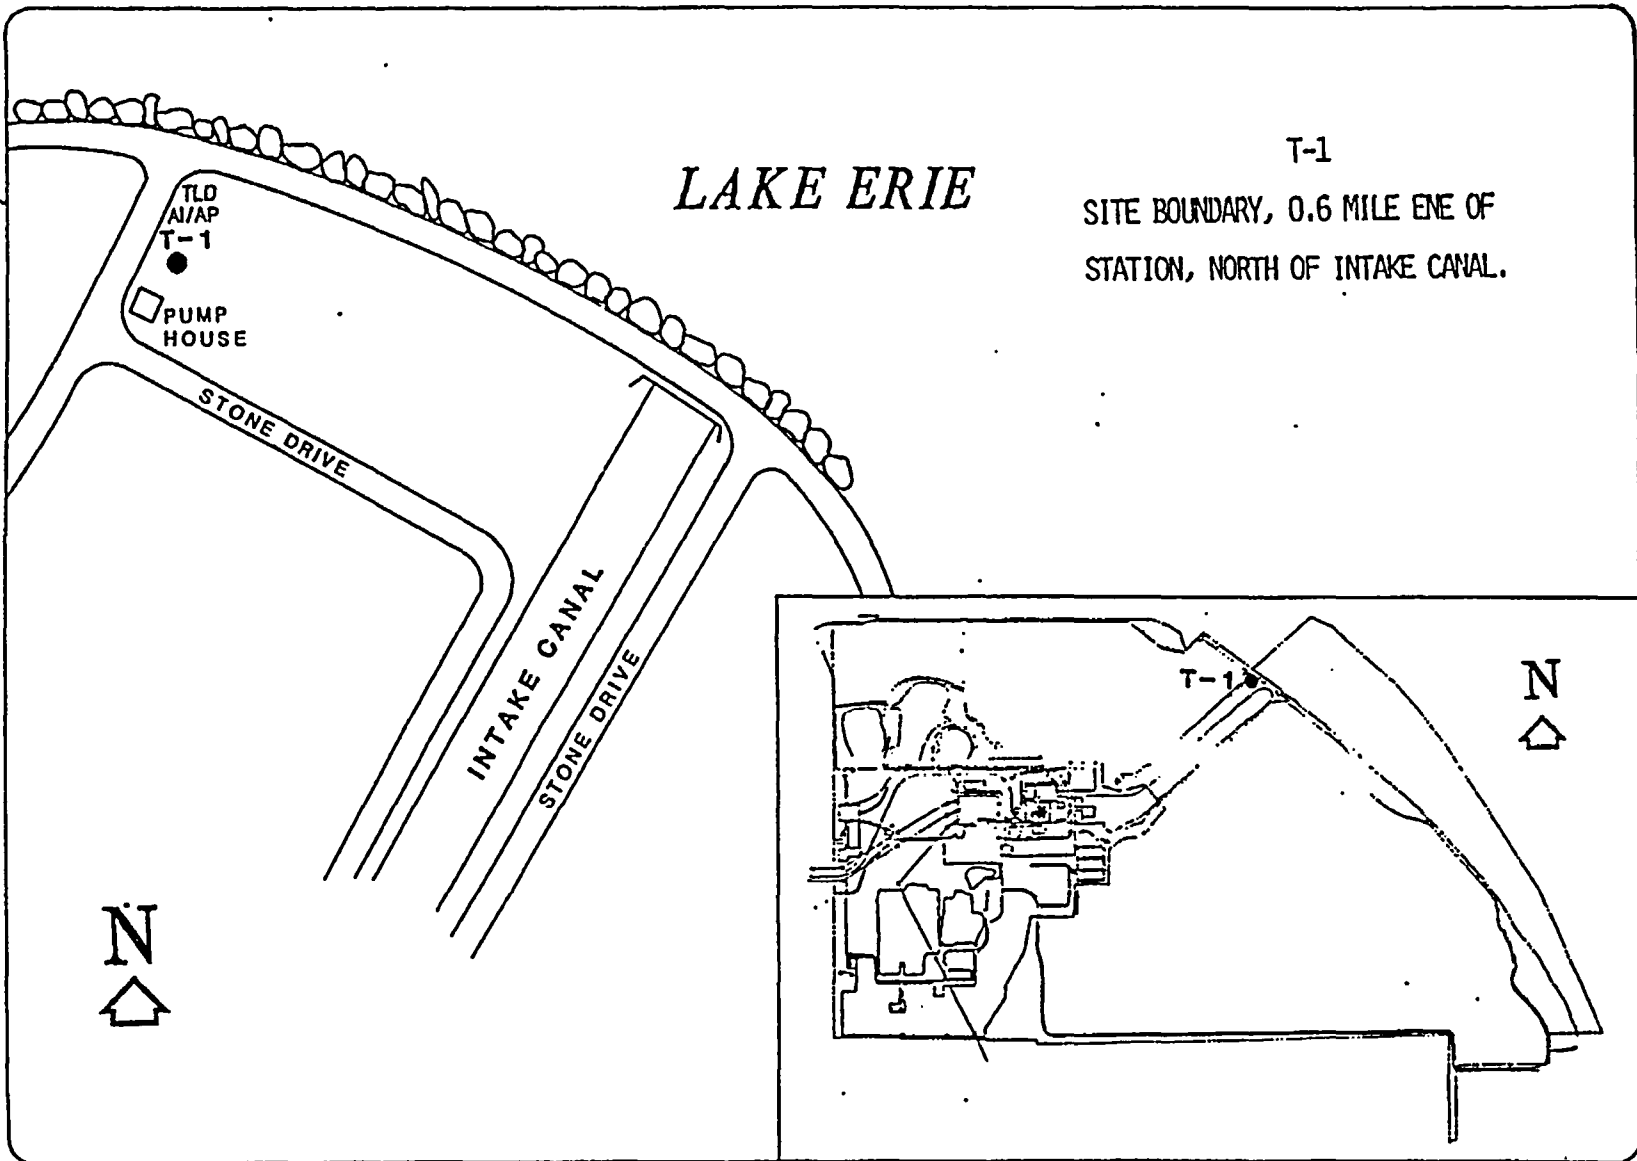 LAKE ERIE
T-1
SITE BOUNDARY, 0.6 MILE ENE OF
STATION, NORTH OF INTAKE CANAL.
TLD
AI/AP
T-1
PUMP
HOUSE
STONE DRIVE
INTAKE CANAL
STONE DRIVE
N
T-1
N